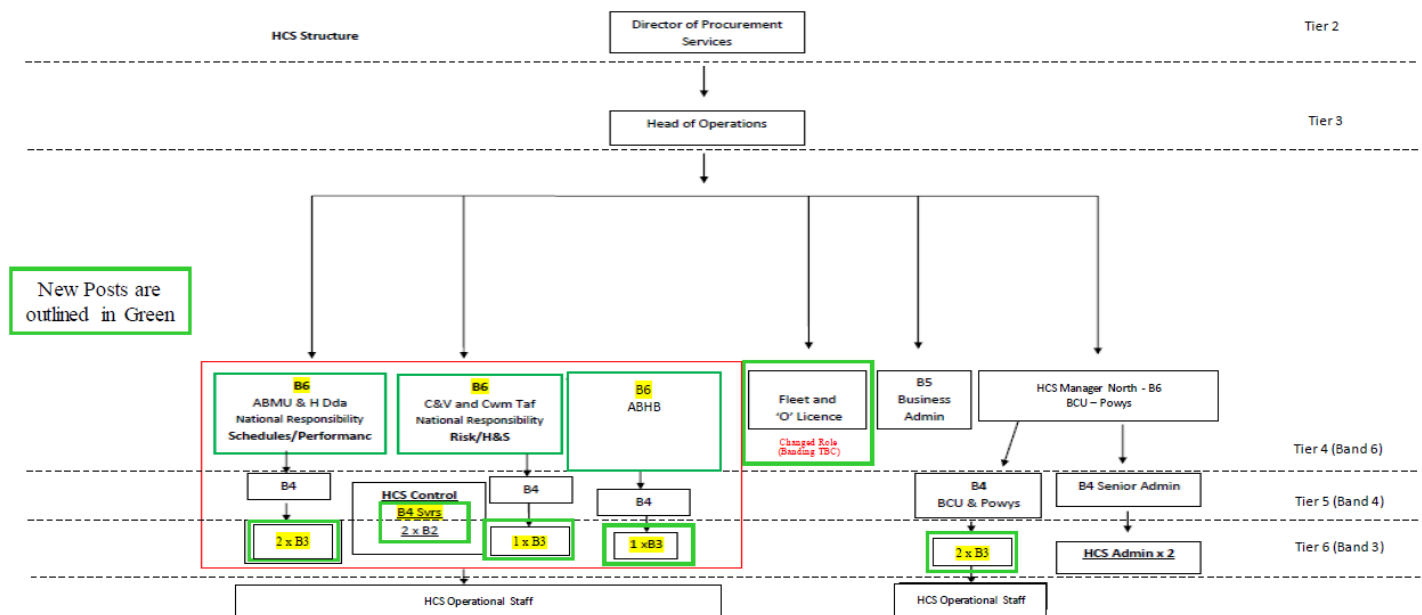 HCS Structure
Director of Procurement
Services
Tier 2
Head of Operations
Tier 3
New Posts are
outlined in Green
B6
ABMU & H Dda
National Responsibility
Schedules/Performanc
B6
C&V and Cwm Taf
National Responsibility
Risk/H&S
B6
ABHB
Fleet and
'O' Licence
Changed Role
(Banding TBC)
B5
Business
Admin
HCS Manager North - B6
BCU – Powys
Tier 4 (Band 6)
B4
HCS Control
B4 Svrs
2 x B2
B4
B4
B4
BCU & Powys
B4 Senior Admin
Tier 5 (Band 4)
2 x B3
1 x B3
1 xB3
2 x B3
HCS Admin x 2
Tier 6 (Band 3)
HCS Operational Staff
HCS Operational Staff